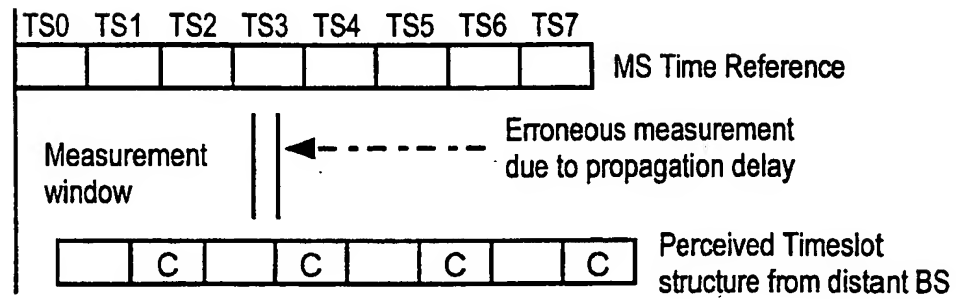 TS0 TS1 TS2 TS3 TS4 TS5 TS6 TS7
MS Time Reference
Measurement
window
Erroneous measurement
due to propagation delay
C C C C
Perceived Timeslot
structure from distant BS